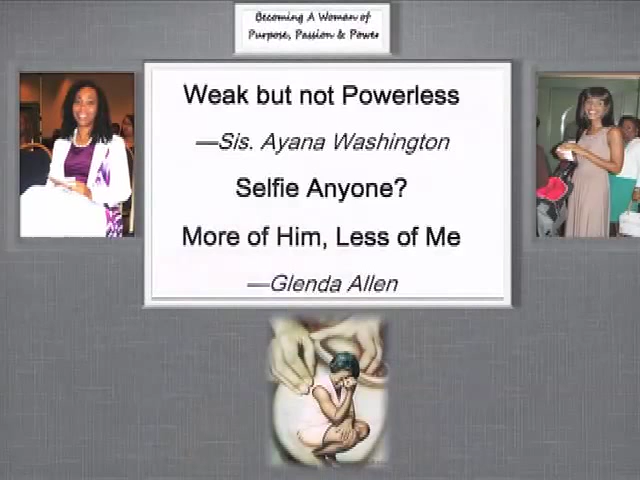 Becoming A Woman of
Purpose, Passion & Power
Weak but not Powerless
—Sis. Ayana Washington
Selfie Anyone?
More of Him, Less of Me
—Glenda Allen